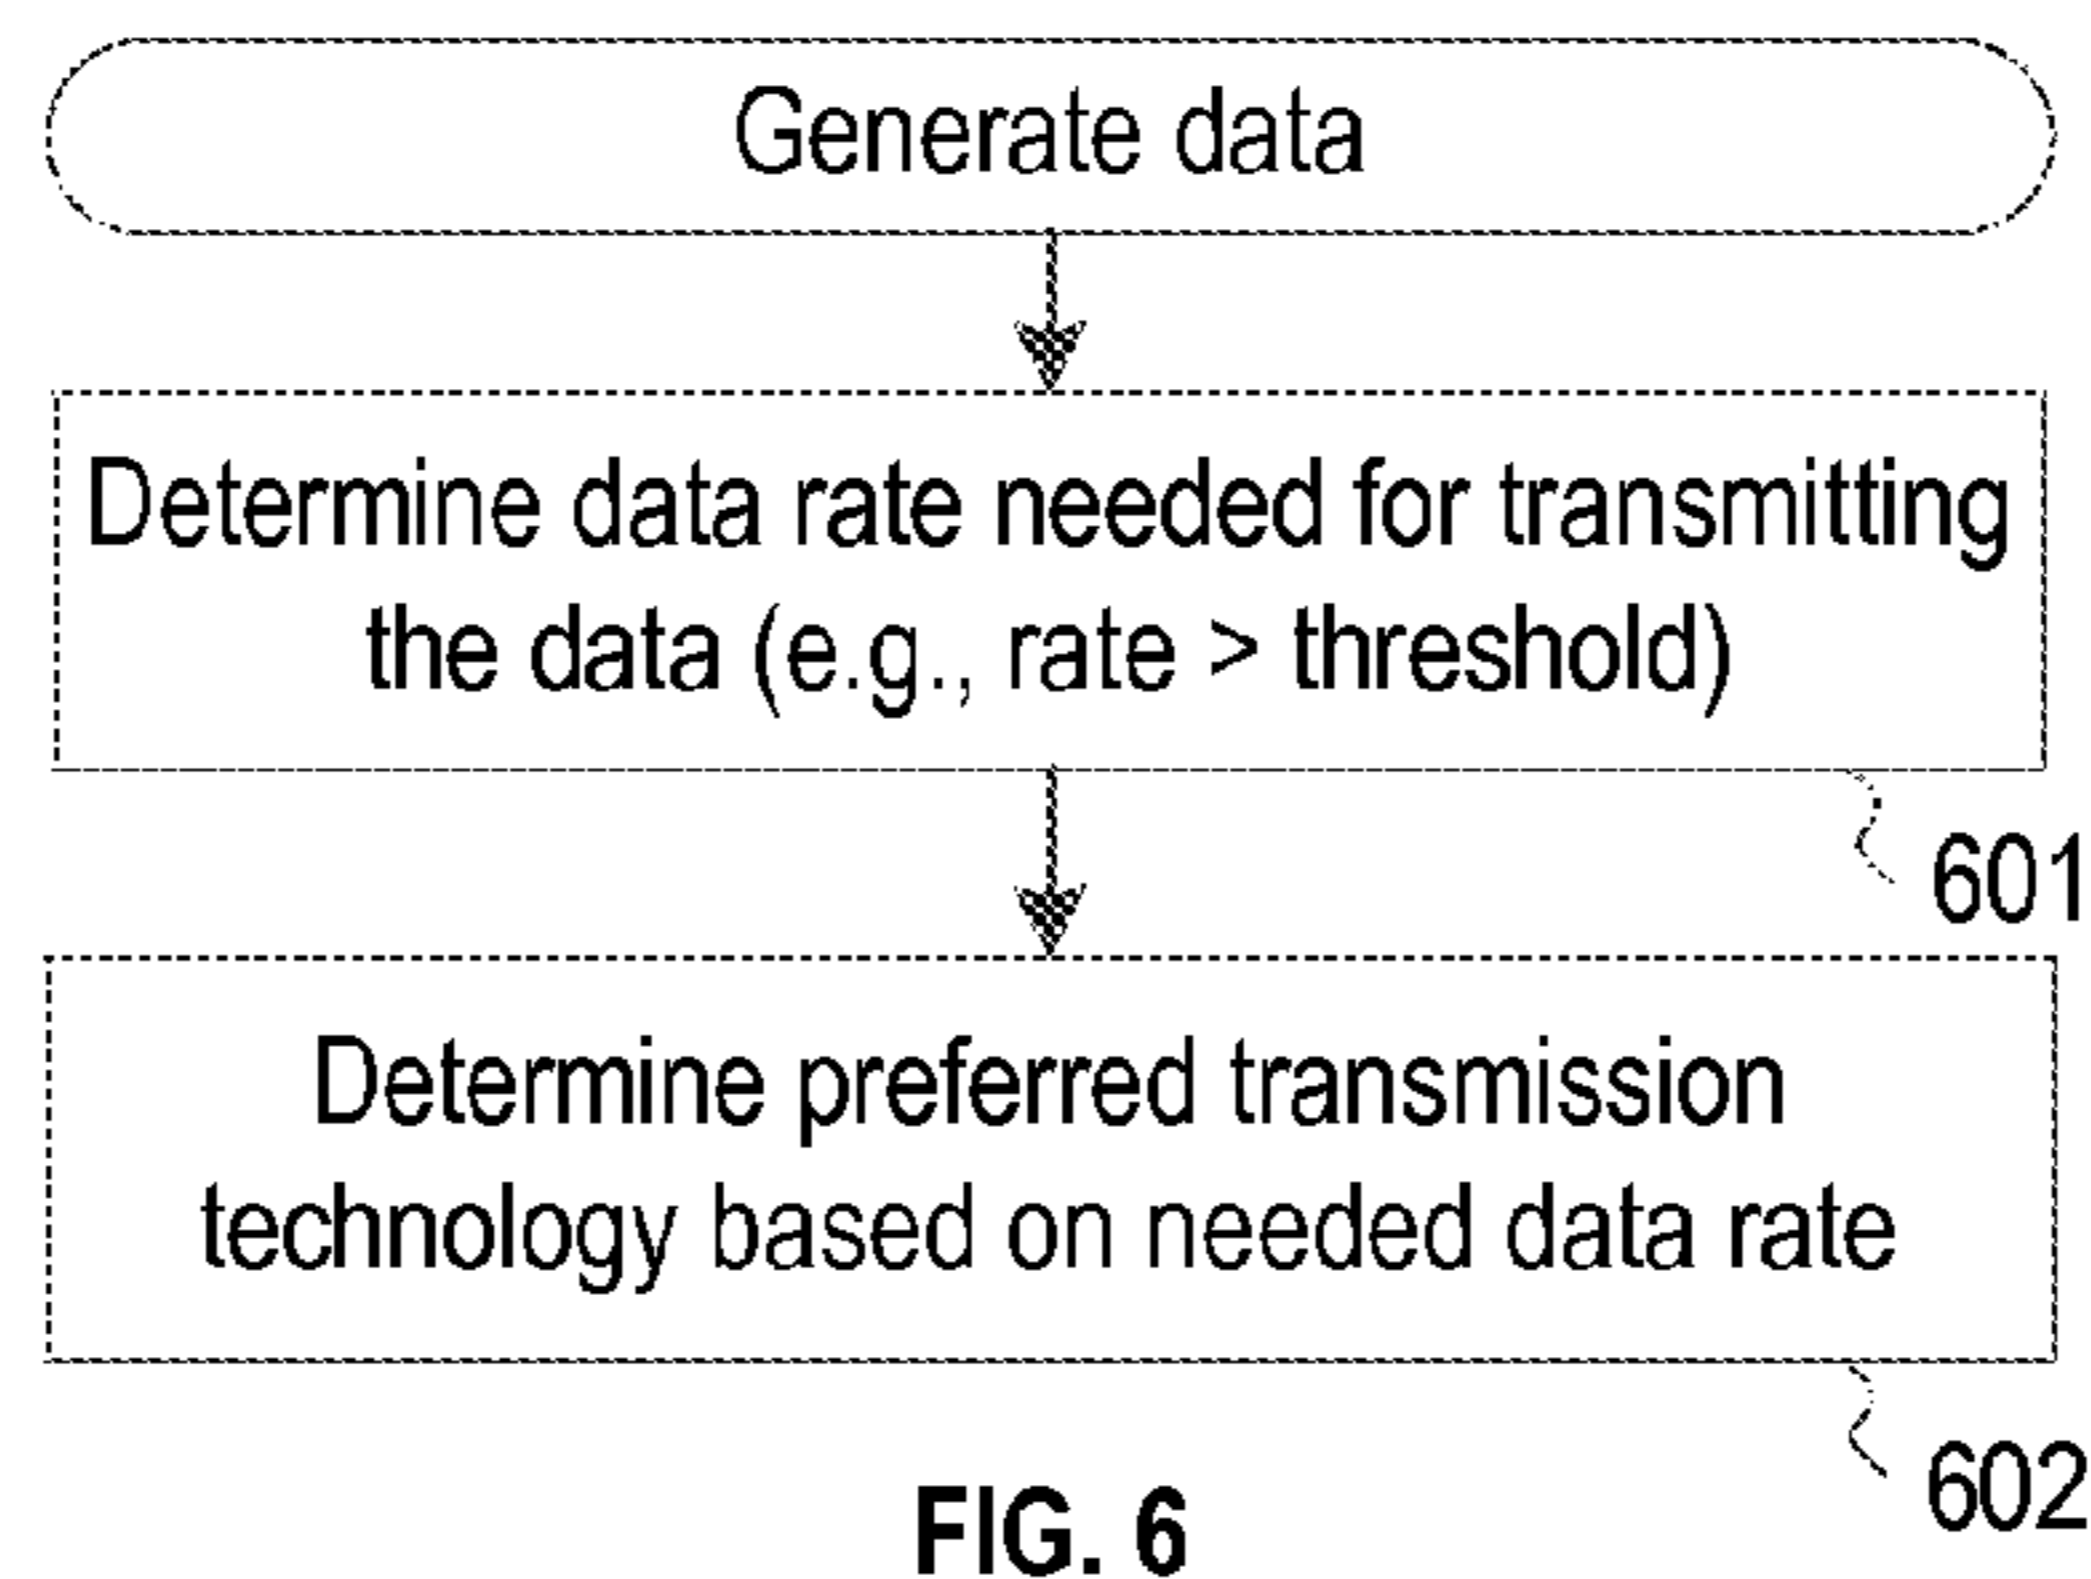 Generate data
Determine data rate needed for transmitting
the data (e.g., rate > threshold)
601
Determine preferred transmission
technology based on needed data rate
602
FIG. 6